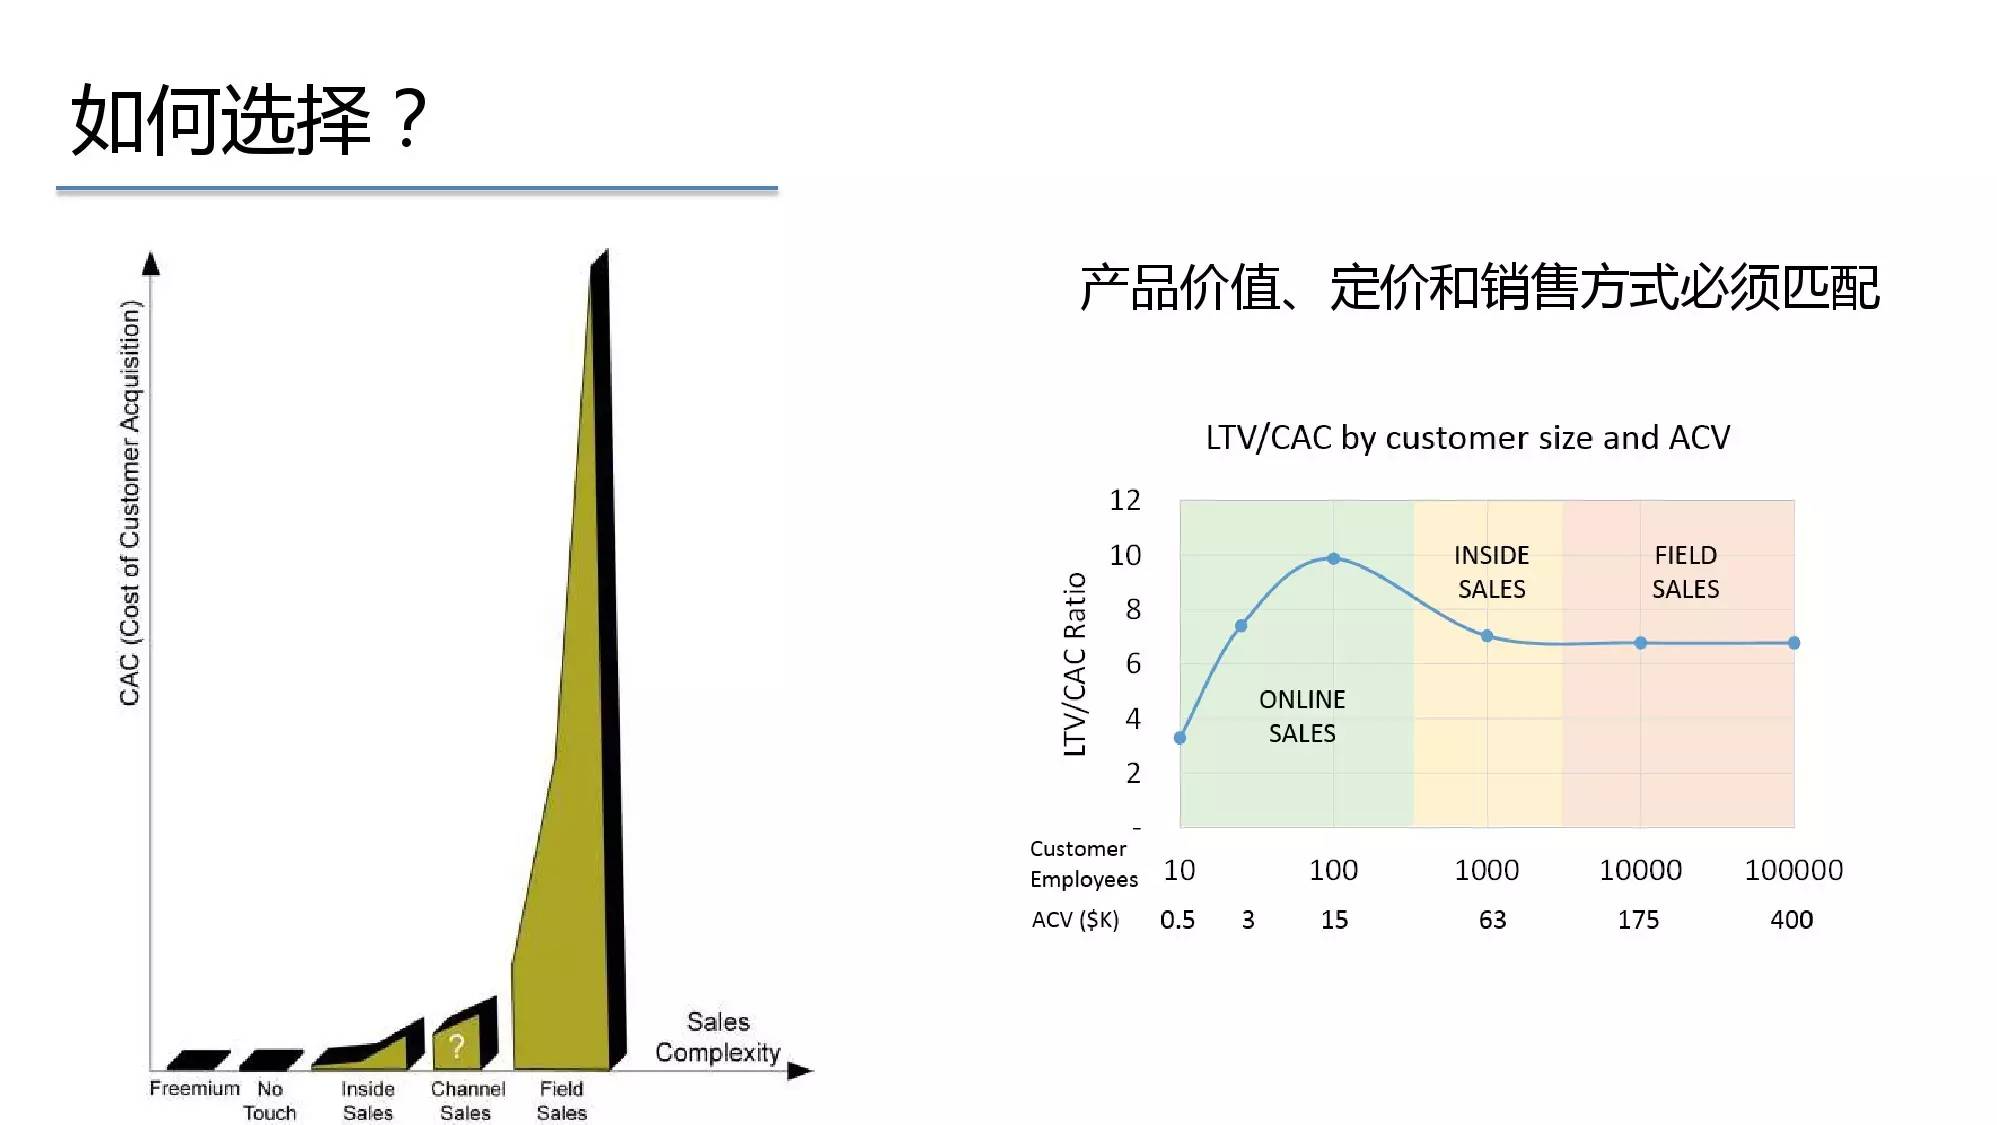 如何选择？
CAC (Cost of Customer Acquisition)
?
Sales
Complexity
Freemium
No
Touch
Inside
Sales
Channel
Sales
Field
Sales
产品价值、定价和销售方式必须匹配
LTV/CAC by customer size and ACV
LTV/CAC Ratio
12
10
8
6
4
2
-
ONLINE
SALES
INSIDE
SALES
FIELD
SALES
Customer
Employees
10 100 1000 10000 100000
ACV ($K) 0.5 3 15 63 175 400